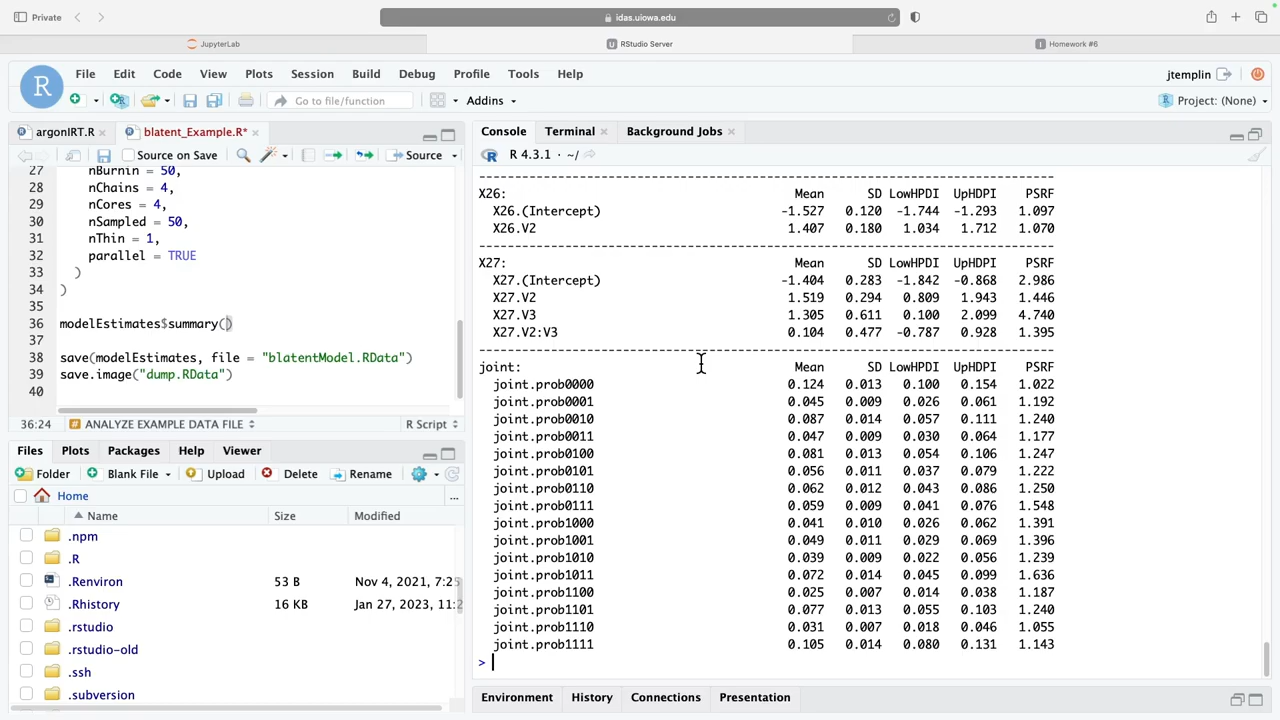 Private
idas.uiowa.edu
JupyterLab
RStudio Server
Homework #6
R
File Edit Code View Plots Session Build Debug Profile Tools Help
jtemplin
Go to file/function
Addins
Project: (None)
argonIRT.R
blatent_Example.R*
Source on Save
Source
27 nBurnin = 50,
28 nChains = 4,
29 nCores = 4,
30 nSampled = 50,
31 nThin = 1,
32 parallel = TRUE
33 )
34 )
35
36 modelEstimates$summary()
37
38 save(modelEstimates, file = "blatentModel.RData")
39 save.image("dump.RData")
40
36:24 # ANALYZE EXAMPLE DATA FILE R Script
Files Plots Packages Help Viewer
Folder Blank File Upload Delete Rename
Home ...
Name Size Modified
.npm
.R
.Renviron 53 B Nov 4, 2021, 7:25
.Rhistory 16 KB Jan 27, 2023, 11:2
.rstudio
.rstudio-old
.ssh
.subversion
Console Terminal Background Jobs
R 4.3.1 · ~/
---------------------------------------------------------------------------------
X26: Mean SD LowHPDI UpHDPI PSRF
X26.(Intercept) -1.527 0.120 -1.744 -1.293 1.097
X26.V2 1.407 0.180 1.034 1.712 1.070
---------------------------------------------------------------------------------
X27: Mean SD LowHPDI UpHDPI PSRF
X27.(Intercept) -1.404 0.283 -1.842 -0.868 2.986
X27.V2 1.519 0.294 0.809 1.943 1.446
X27.V3 1.305 0.611 0.100 2.099 4.740
X27.V2:V3 0.104 0.477 -0.787 0.928 1.395
---------------------------------------------------------------------------------
joint: Mean SD LowHPDI UpHDPI PSRF
joint.prob0000 0.124 0.013 0.100 0.154 1.022
joint.prob0001 0.045 0.009 0.026 0.061 1.192
joint.prob0010 0.087 0.014 0.057 0.111 1.240
joint.prob0011 0.047 0.009 0.030 0.064 1.177
joint.prob0100 0.081 0.013 0.054 0.106 1.247
joint.prob0101 0.056 0.011 0.037 0.079 1.222
joint.prob0110 0.062 0.012 0.043 0.086 1.250
joint.prob0111 0.059 0.009 0.041 0.076 1.548
joint.prob1000 0.041 0.010 0.026 0.062 1.391
joint.prob1001 0.049 0.011 0.029 0.069 1.396
joint.prob1010 0.039 0.009 0.022 0.056 1.239
joint.prob1011 0.072 0.014 0.045 0.099 1.636
joint.prob1100 0.025 0.007 0.014 0.038 1.187
joint.prob1101 0.077 0.013 0.055 0.103 1.240
joint.prob1110 0.031 0.007 0.018 0.046 1.055
joint.prob1111 0.105 0.014 0.080 0.131 1.143
>
Environment History Connections Presentation